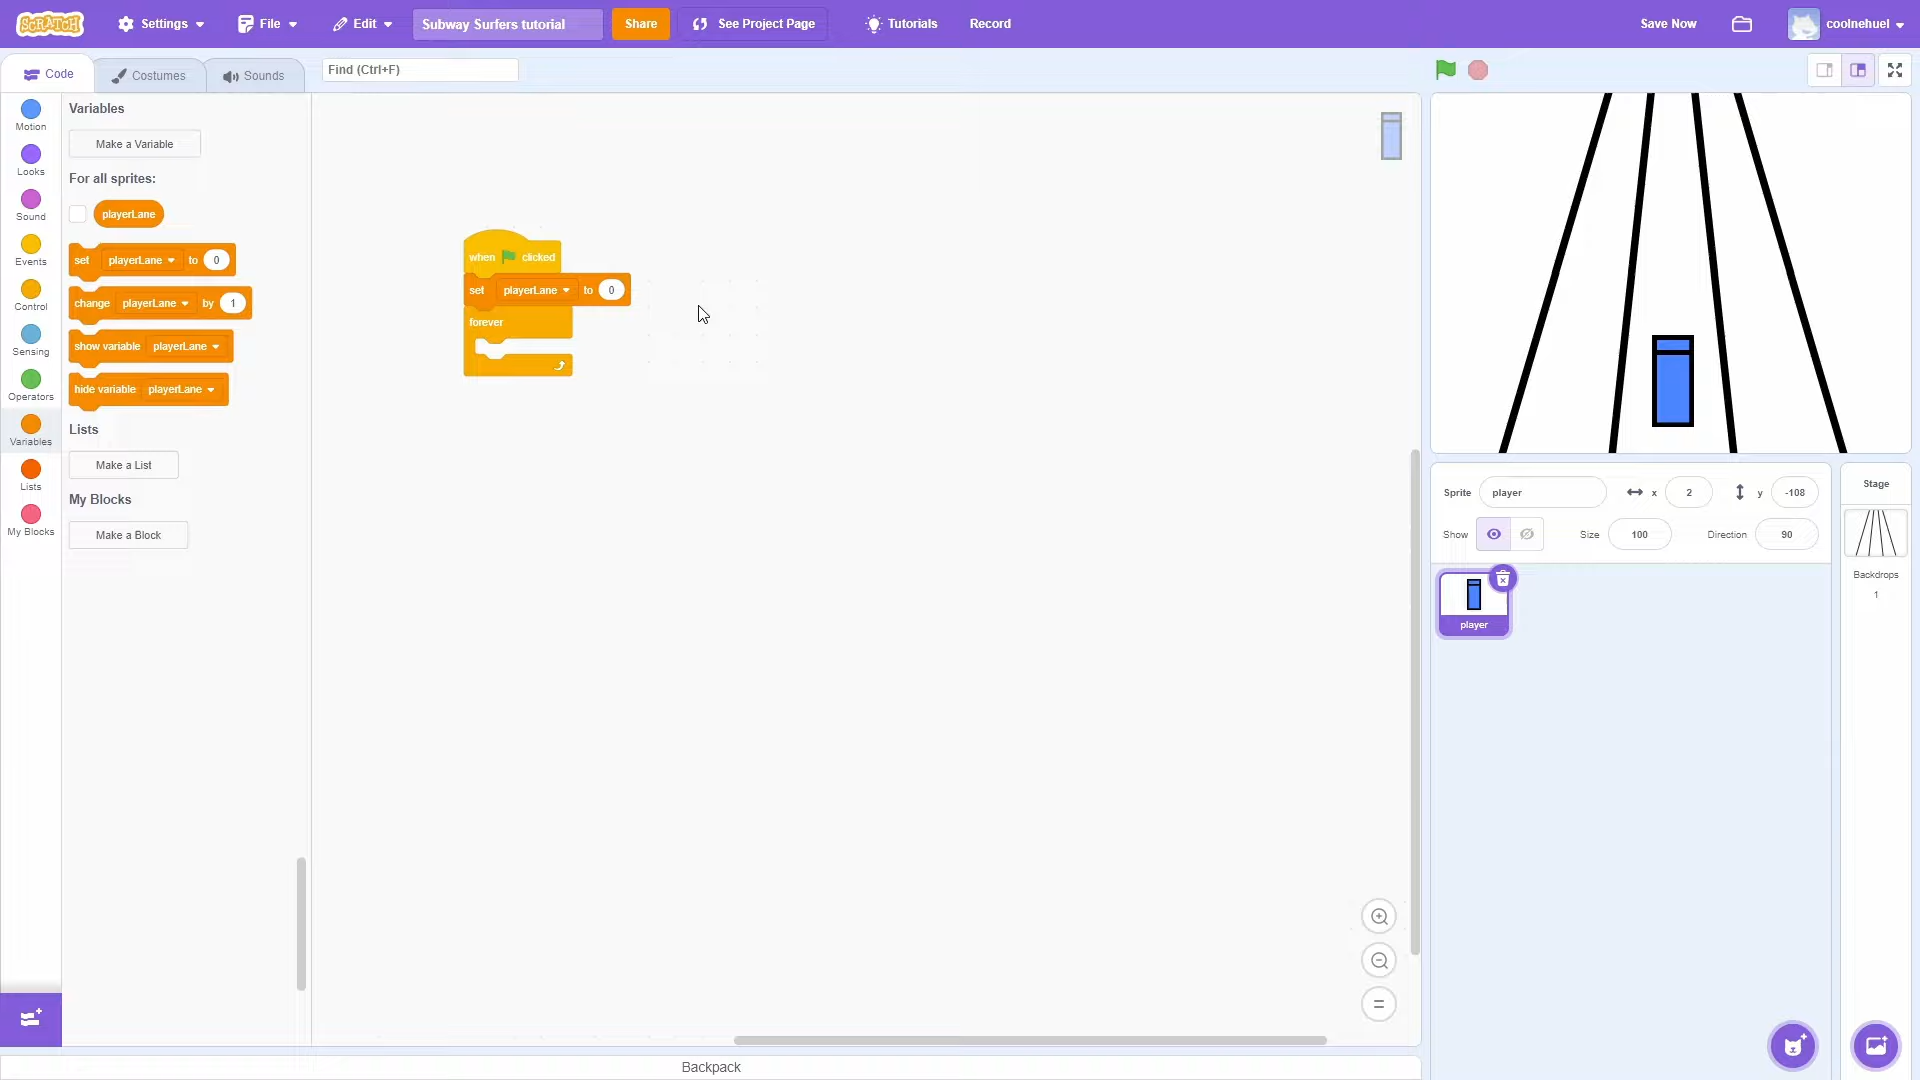 SCRATCH
Settings
File
Edit
Subway Surfers tutorial
Share
See Project Page
Tutorials
Record
Save Now
coolnehuel
Code
Costumes
Sounds
Find (Ctrl+F)
Motion
Looks
Sound
Events
Control
Sensing
Operators
Variables
Lists
My Blocks
Variables
Make a Variable
For all sprites:
playerLane
set playerLane to 0
change playerLane by 1
show variable playerLane
hide variable playerLane
Lists
Make a List
My Blocks
Make a Block
when clicked
set playerLane to 0
forever
Sprite player x 2 y -108
Show Size 100 Direction 90
player
Stage
Backdrops
1
Backpack